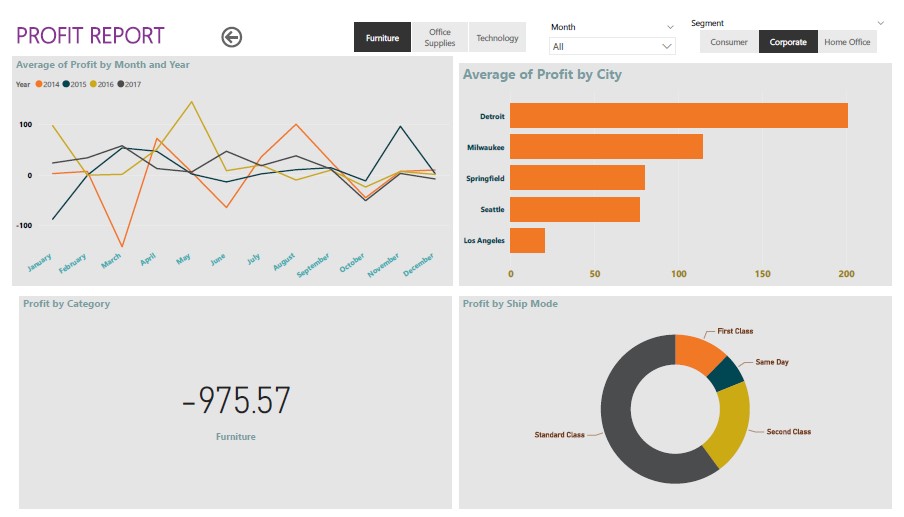 PROFIT REPORT
Furniture
Office
Supplies
Technology
Month
All
Segment
Consumer
Corporate
Home Office
Average of Profit by Month and Year
Year 2014 2015 2016 2017
100
0
-100
January
February
March
April
May
June
July
August
September
October
November
December
Average of Profit by City
Detroit
Milwaukee
Springfield
Seattle
Los Angeles
0 50 100 150 200
Profit by Category
-975.57
Furniture
Profit by Ship Mode
First Class
Same Day
Second Class
Standard Class